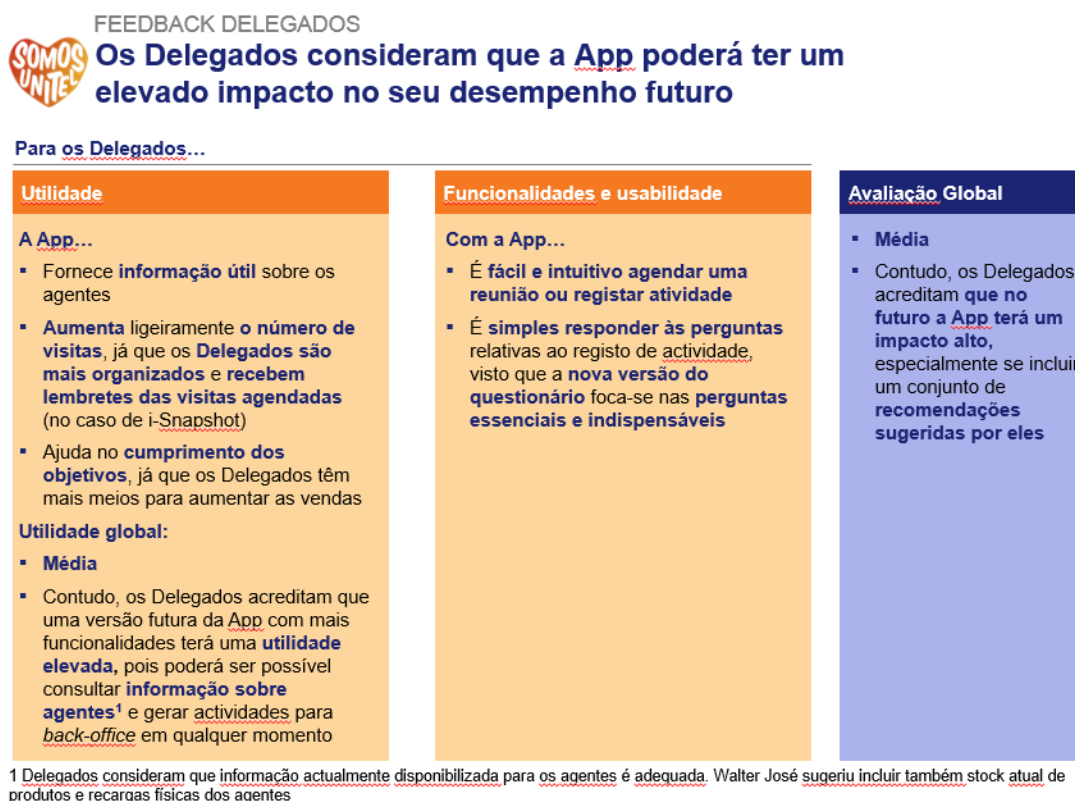 FEEDBACK DELEGADOS
SOMOS
UNITEL
Os Delegados consideram que a App poderá ter um
elevado impacto no seu desempenho futuro
Para os Delegados…
Utilidade
A App…
▪ Fornece informação útil sobre os
agentes
▪ Aumenta ligeiramente o número de
visitas, já que os Delegados são
mais organizados e recebem
lembretes das visitas agendadas
(no caso de i-Snapshot)
▪ Ajuda no cumprimento dos
objetivos, já que os Delegados têm
mais meios para aumentar as vendas
Utilidade global:
▪ Média
▪ Contudo, os Delegados acreditam que
uma versão futura da App com mais
funcionalidades terá uma utilidade
elevada, pois poderá ser possível
consultar informação sobre
agentes¹ e gerar actividades para
back-office em qualquer momento
Funcionalidades e usabilidade
Com a App…
▪ É fácil e intuitivo agendar uma
reunião ou registar atividade
▪ É simples responder às perguntas
relativas ao registo de actividade,
visto que a nova versão do
questionário foca-se nas perguntas
essenciais e indispensáveis
Avaliação Global
▪ Média
▪ Contudo, os Delegados
acreditam que no
futuro a App terá um
impacto alto,
especialmente se incluir
um conjunto de
recomendações
sugeridas por eles
1 Delegados consideram que informação actualmente disponibilizada para os agentes é adequada. Walter José sugeriu incluir também stock atual de
produtos e recargas físicas dos agentes